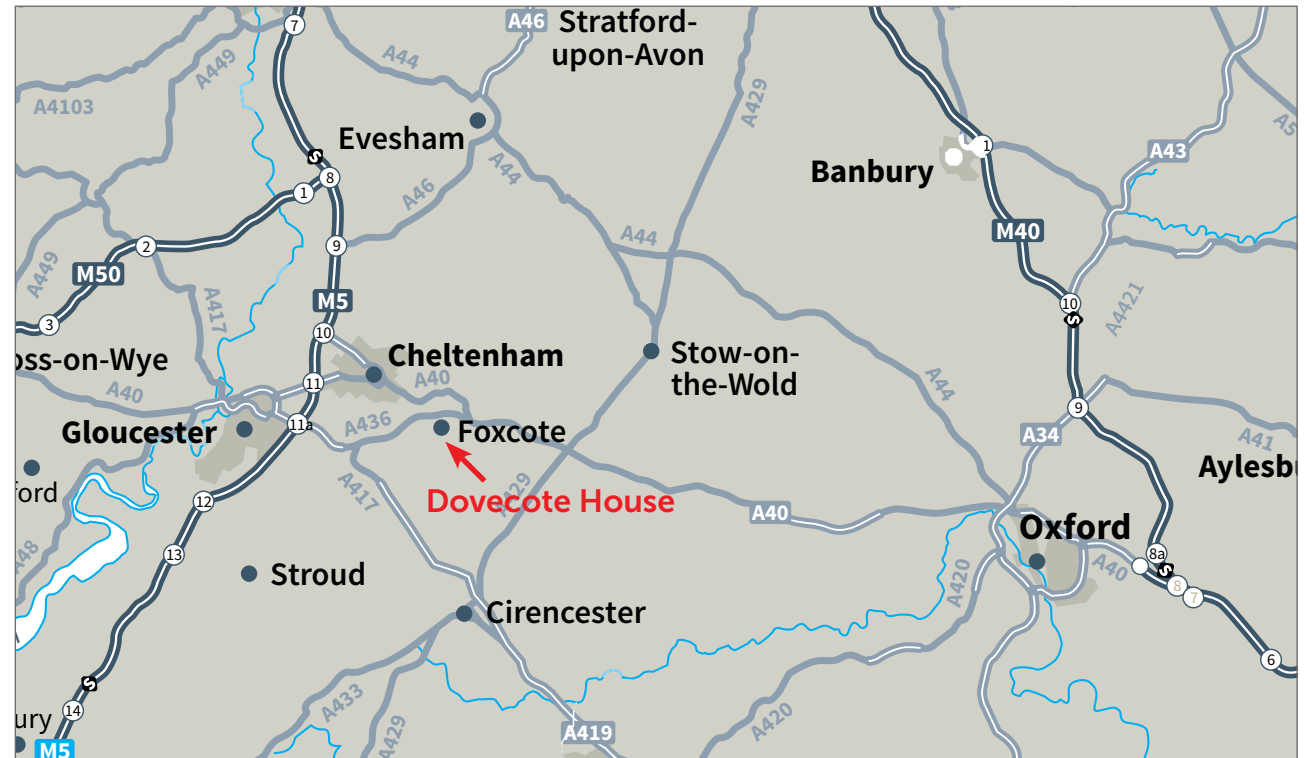 7
A46
Stratford-
upon-Avon
A44
A449
A429
A4103
A5
Evesham
1
A43
Banbury
A44
8
1
A46
M40
A44
2
9
A449
M50
A417
M5
10
A4421
3
10
oss-on-Wye
Cheltenham
Stow-on-
the-Wold
11
A40
A40
A44
9
11a
A436
Foxcote
Gloucester
A34
A41
Aylesbu
ford
A417
A429
Dovecote House
12
A40
Oxford
A48
13
8a
A40
8
7
Stroud
A420
Cirencester
6
A433
14
A429
A420
ury
A419
M5